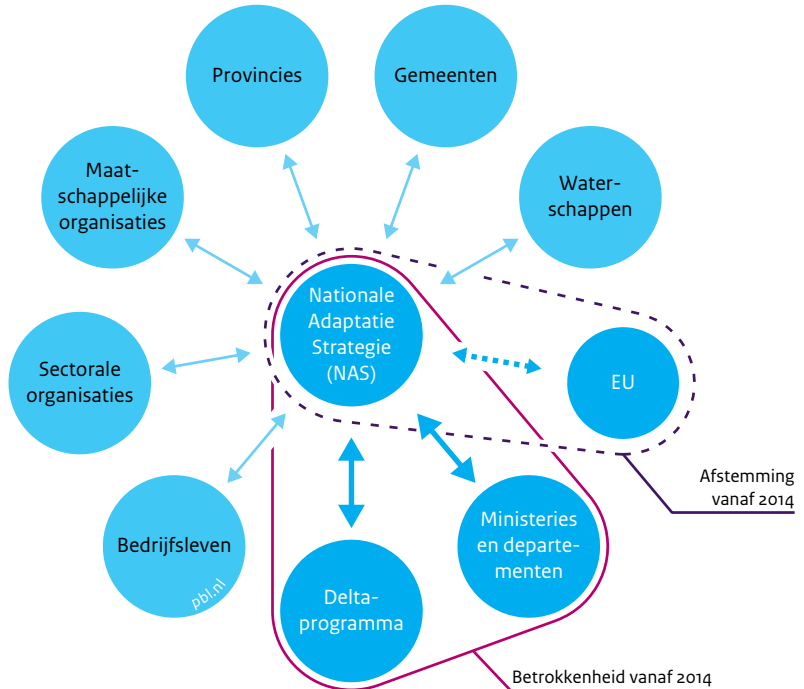 Provincies
Gemeenten
Maat-
schappelijke
organisaties
Water-
schappen
Nationale
Adaptatie
Strategie
(NAS)
Sectorale
organisaties
EU
Afstemming
vanaf 2014
Bedrijfsleven
pbl.nl
Ministeries
en departe-
menten
Delta-
programma
Betrokkenheid vanaf 2014